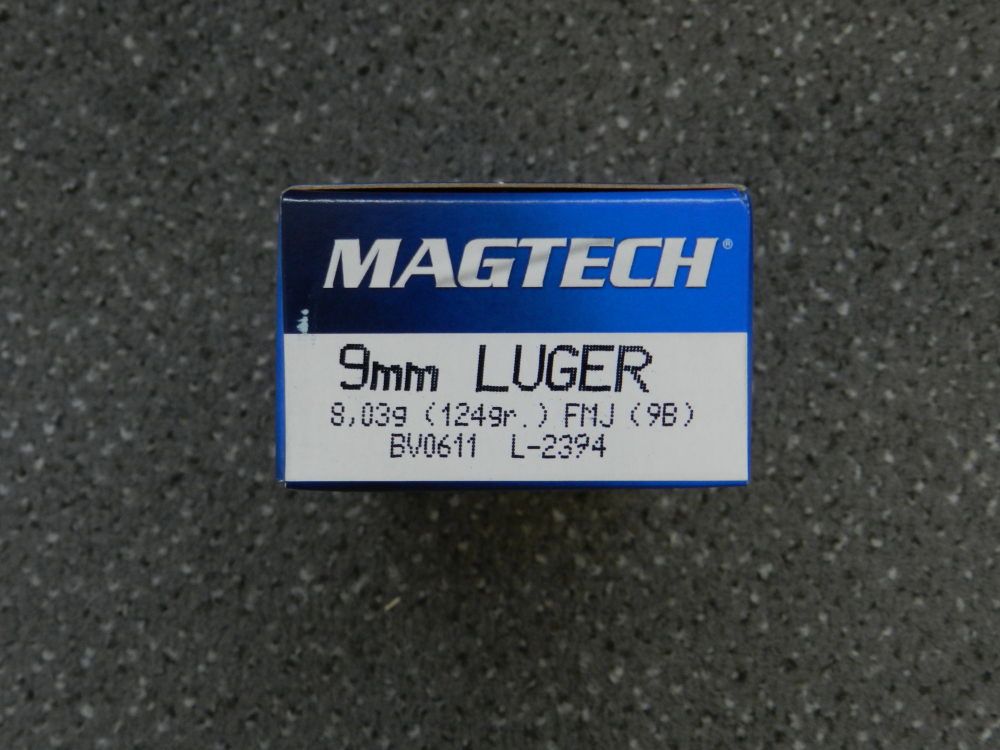 MAGTECH®
9mm LUGER
8,03g (124gr.) FMJ (9B)
BV0611 L-2394